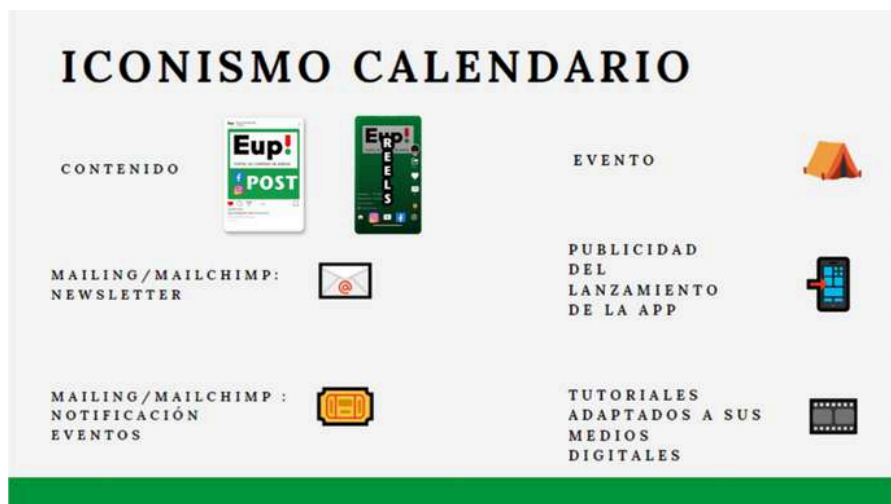 ICONISMO CALENDARIO
CONTENIDO
Eup!
POST
Eup!
REELS
EVENTO
MAILING/MAILCHIMP:
NEWSLETTER
@
PUBLICIDAD
DEL
LANZAMIENTO
DE LA APP
MAILING/MAILCHIMP :
NOTIFICACIÓN
EVENTOS
TUTORIALES
ADAPTADOS A SUS
MEDIOS
DIGITALES